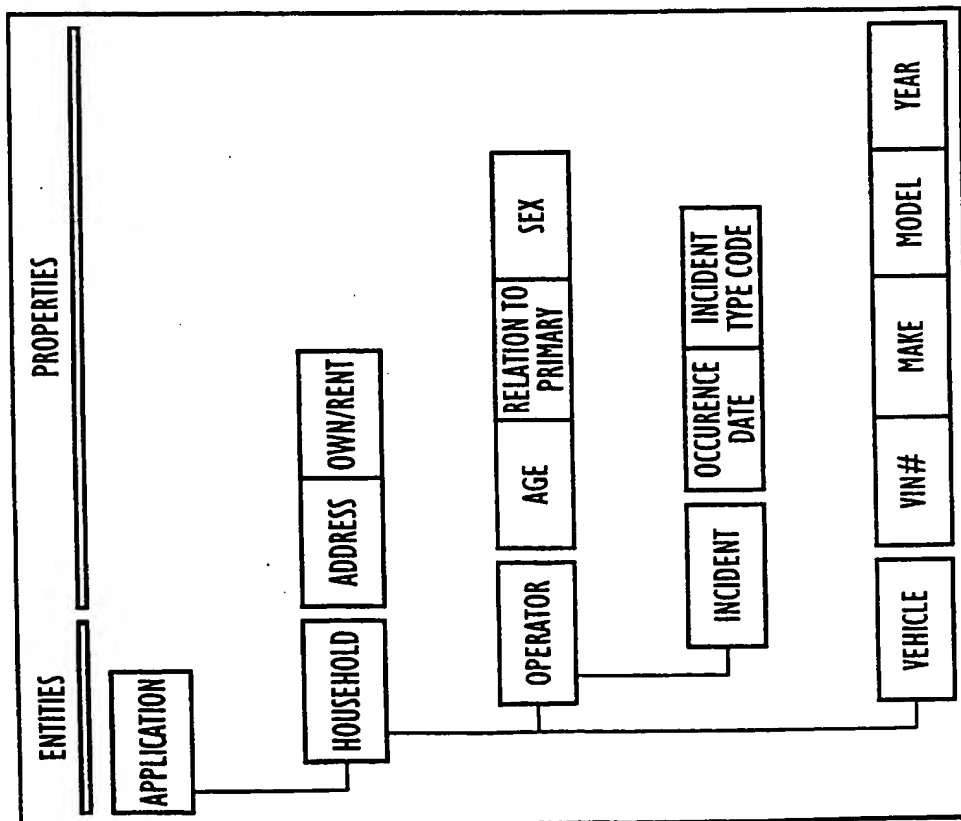 ENTITIES
PROPERTIES
APPLICATION
HOUSEHOLD
ADDRESS
OWN/RENT
OPERATOR
AGE
RELATION TO
PRIMARY
SEX
INCIDENT
OCCURENCE
DATE
INCIDENT
TYPE CODE
VEHICLE
VIN#
MAKE
MODEL
YEAR